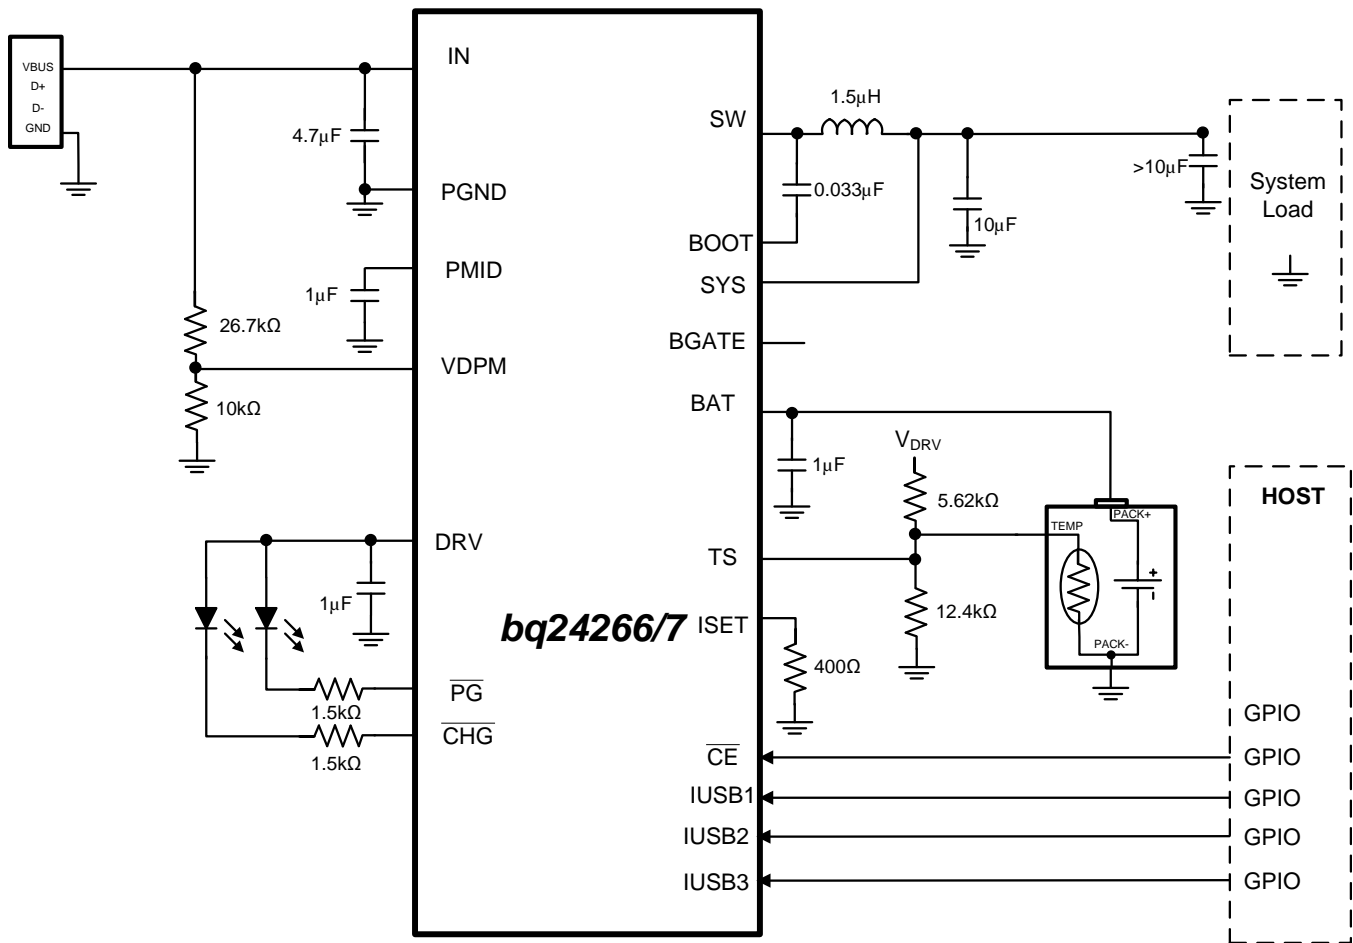 VBUS
D+
D-
GND
IN
4.7μF
PGND
PMID
1μF
26.7kΩ
VDPM
10kΩ
DRV
1μF
PG
1.5kΩ
CHG
1.5kΩ
bq24266/7
SW
1.5μH
0.033μF
BOOT
10μF
>10μF
SYS
BGATE
BAT
1μF
VDRV
5.62kΩ
TS
12.4kΩ
ISET
400Ω
TEMP
PACK+
+
-
PACK-
CE
IUSB1
IUSB2
IUSB3
System
Load
HOST
GPIO
GPIO
GPIO
GPIO
GPIO